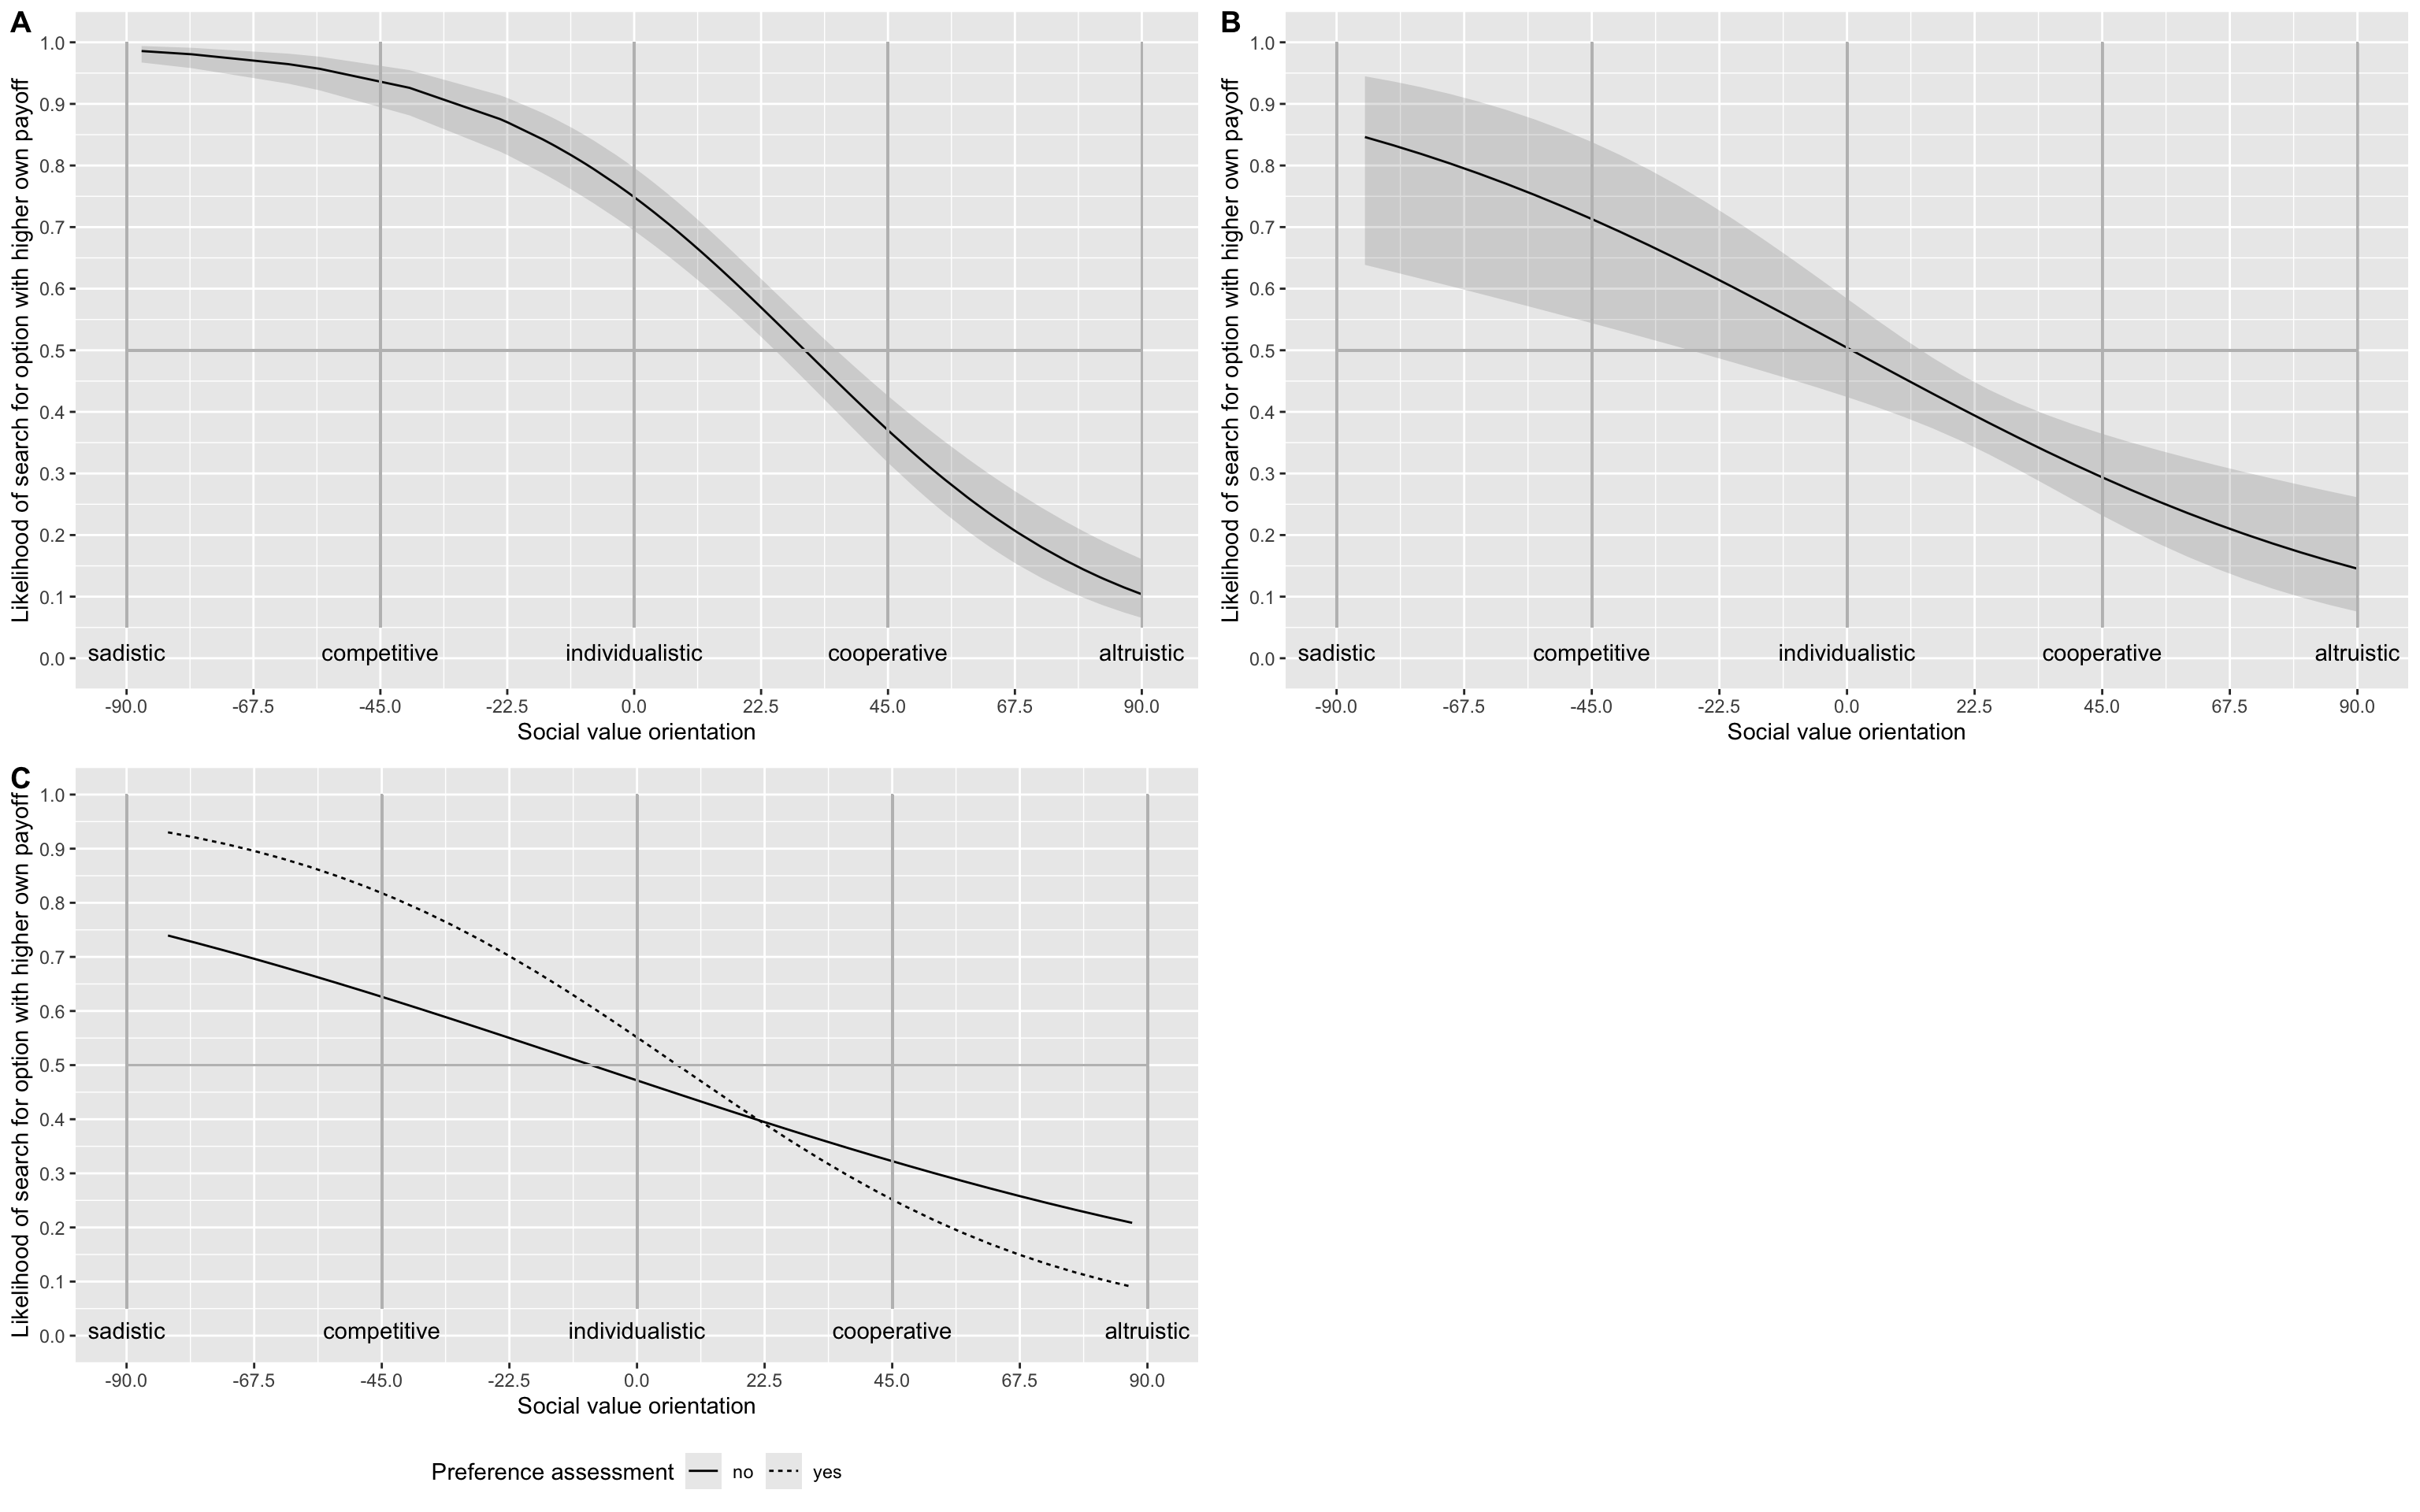 A
Likelihood of search for option with higher own payoff
1.0
0.9
0.8
0.7
0.6
0.5
0.4
0.3
0.2
0.1
0.0
sadistic competitive individualistic cooperative altruistic
-90.0 -67.5 -45.0 -22.5 0.0 22.5 45.0 67.5 90.0
Social value orientation
B
Likelihood of search for option with higher own payoff
1.0
0.9
0.8
0.7
0.6
0.5
0.4
0.3
0.2
0.1
0.0
sadistic competitive individualistic cooperative altruistic
-90.0 -67.5 -45.0 -22.5 0.0 22.5 45.0 67.5 90.0
Social value orientation
C
Likelihood of search for option with higher own payoff
1.0
0.9
0.8
0.7
0.6
0.5
0.4
0.3
0.2
0.1
0.0
sadistic competitive individualistic cooperative altruistic
-90.0 -67.5 -45.0 -22.5 0.0 22.5 45.0 67.5 90.0
Social value orientation
Preference assessment no yes